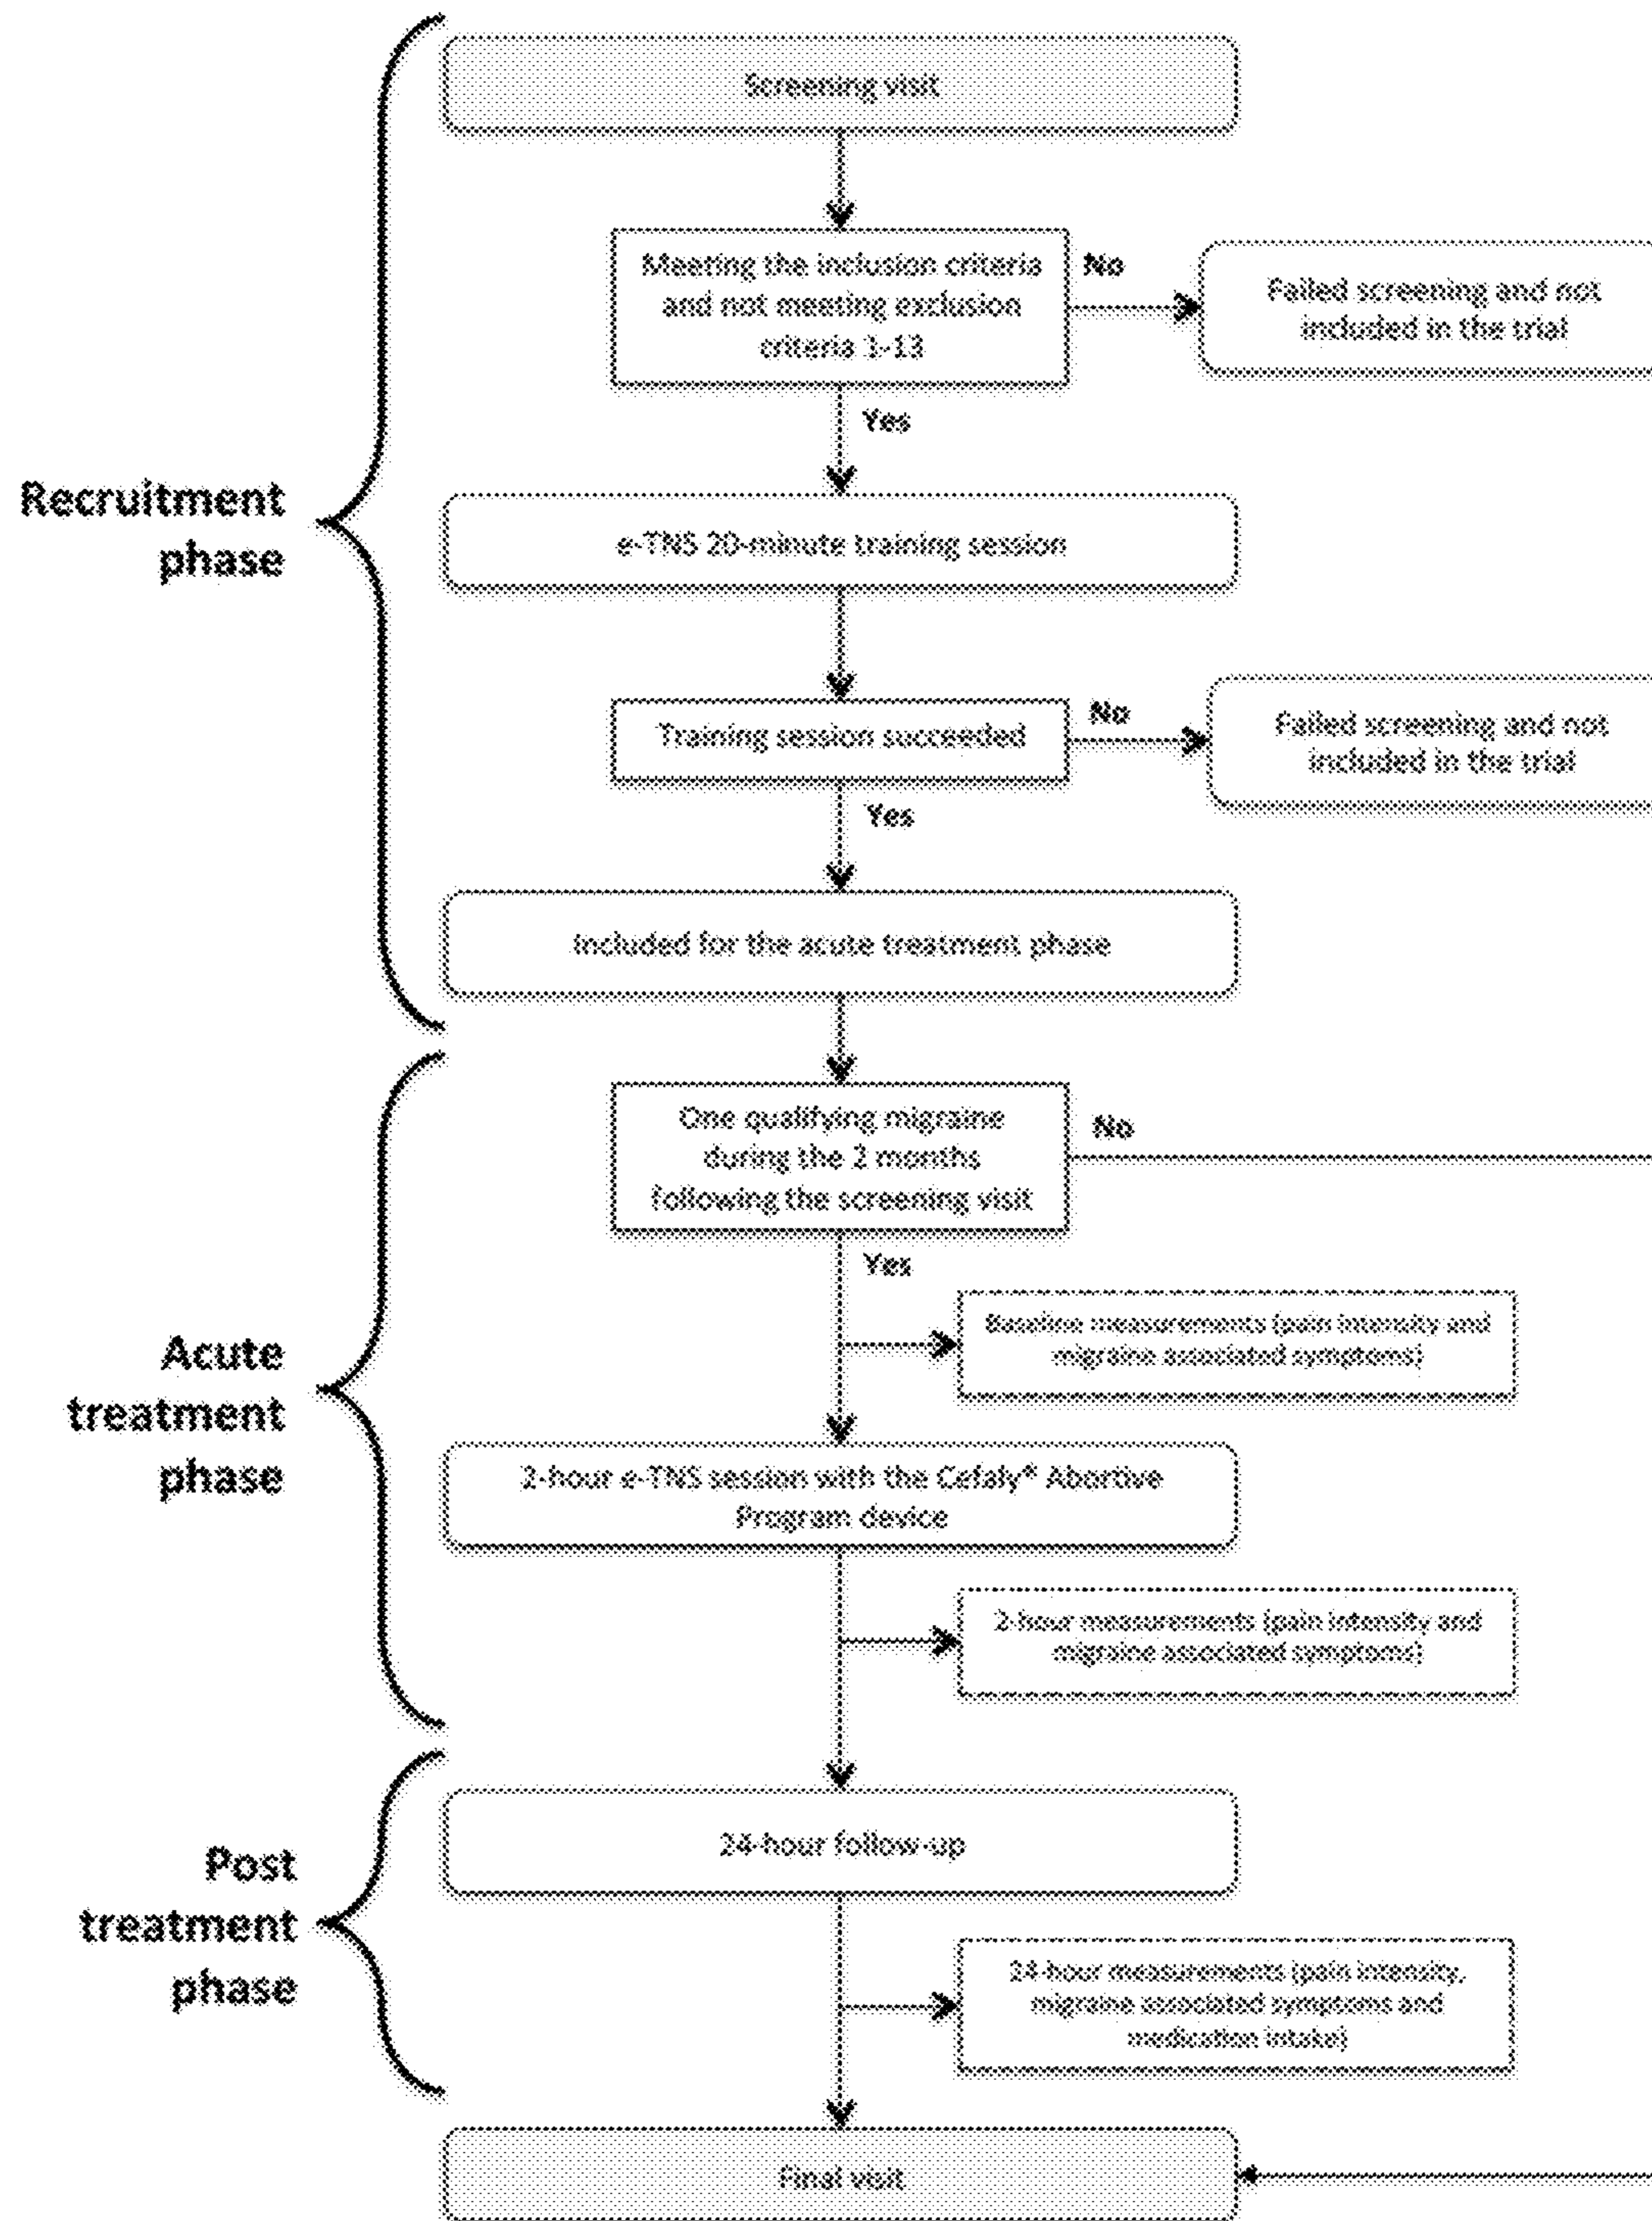 Screening visit
Meeting the inclusion criteria
and not meeting exclusion
criteria 1-13
No
Failed screening and not
included in the trial
Yes
Recruitment
phase
e-TNS 20-minute training session
Training session succeeded
No
Failed screening and not
included in the trial
Yes
Included for the acute treatment phase
One qualifying migraine
during the 2 months
following the screening visit
No
Yes
Baseline measurements (pain intensity and
migraine associated symptoms)
Acute
treatment
phase
2-hour e-TNS session with the Cefaly® Abortive
Program device
2-hour measurements (pain intensity and
migraine associated symptoms)
24-hour follow-up
Post
treatment
phase
24-hour measurements (pain intensity,
migraine associated symptoms and
medication intake)
Final visit